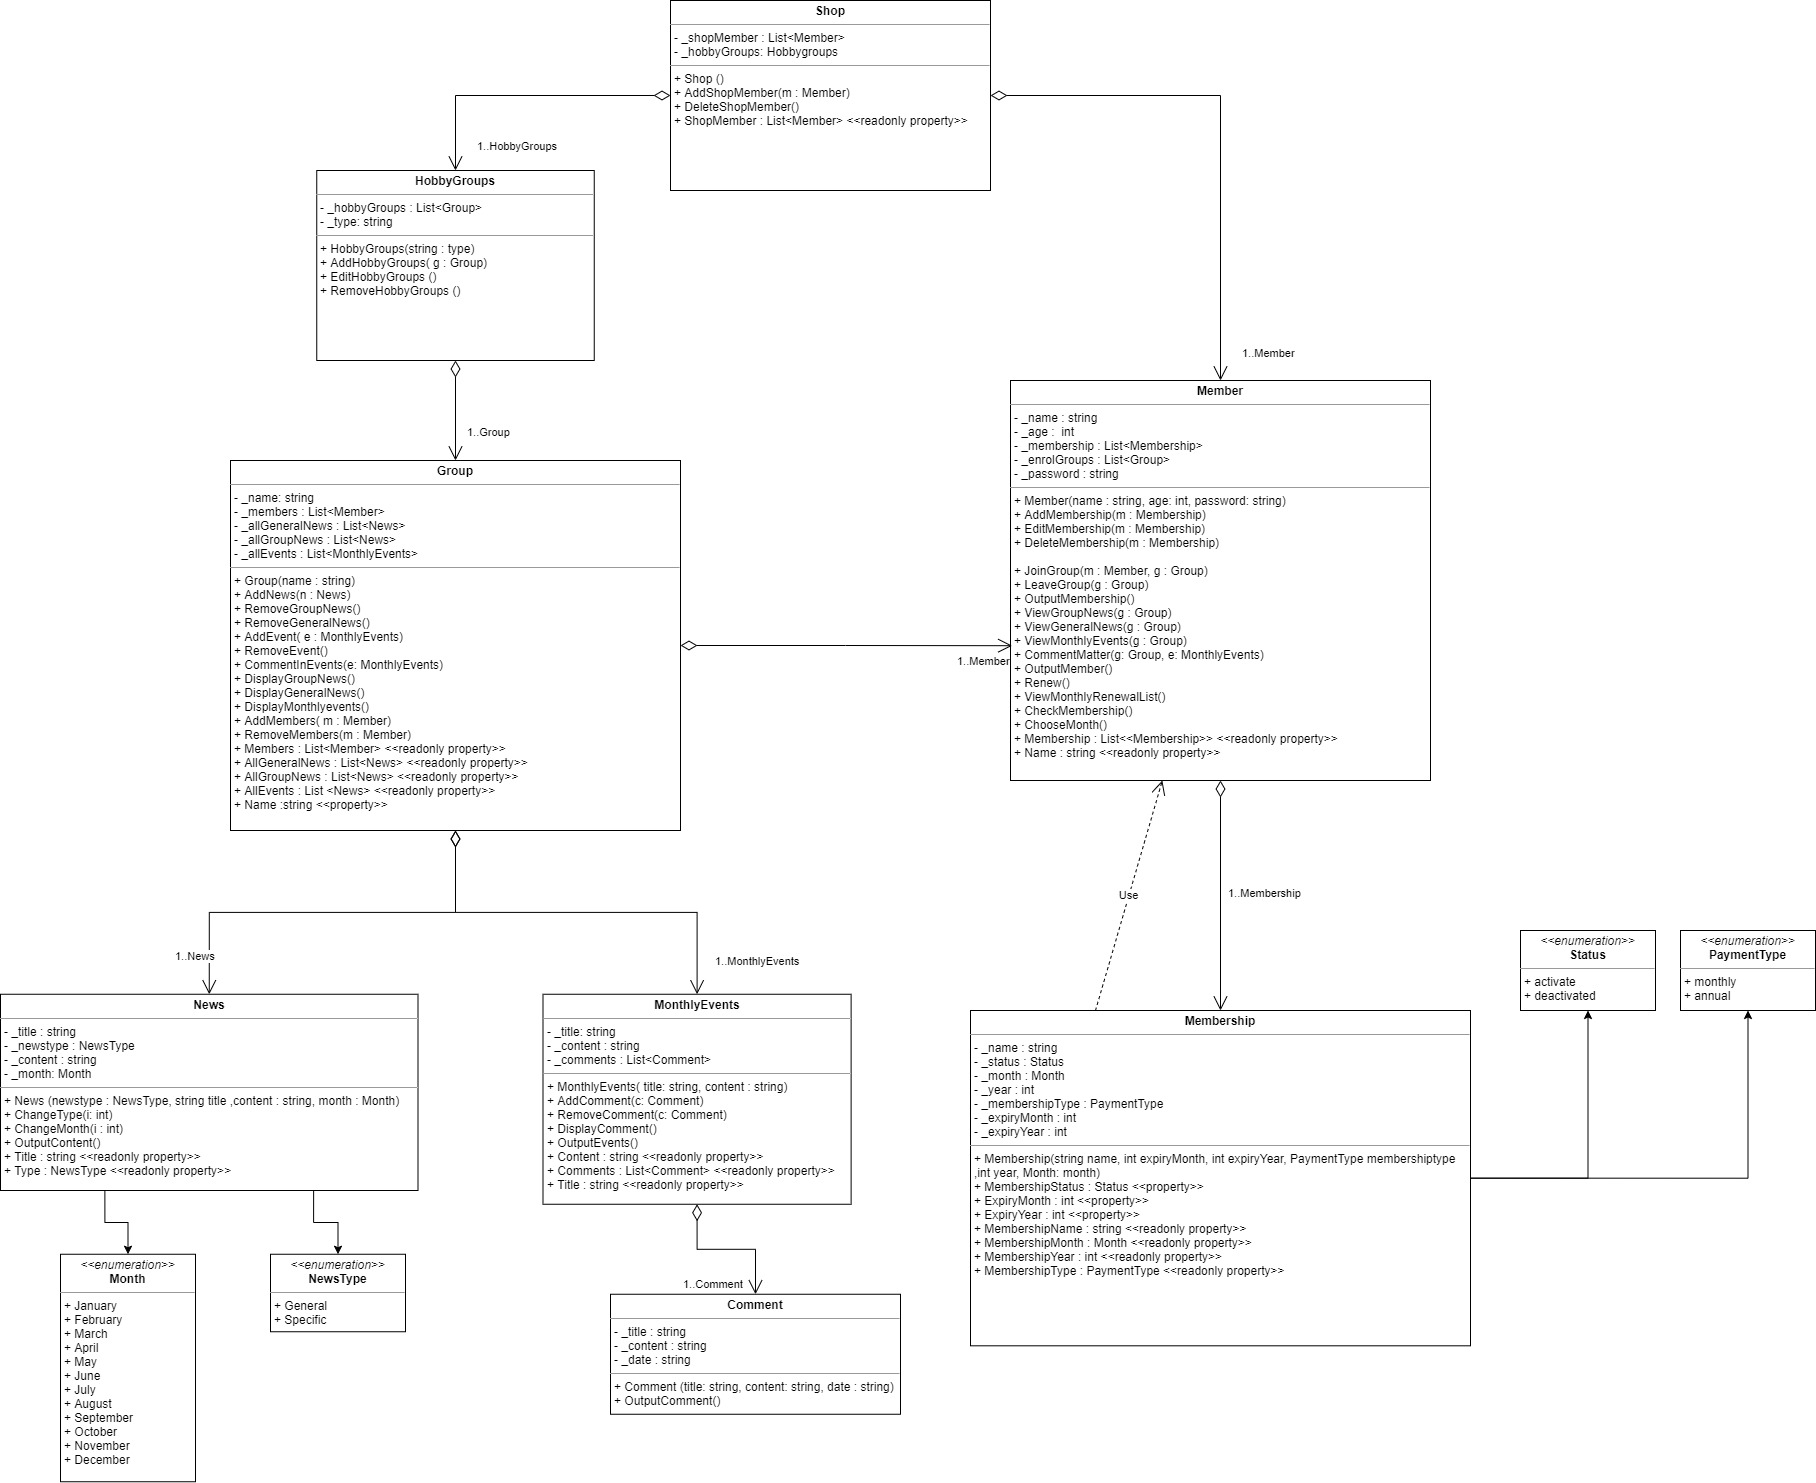 Shop
- _shopMember : List<Member>
- _hobbyGroups: Hobbygroups
+ Shop ()
+ AddShopMember(m : Member)
+ DeleteShopMember()
+ ShopMember : List<Member> <<readonly property>>
1..HobbyGroups
HobbyGroups
- _hobbyGroups : List<Group>
- _type: string
+ HobbyGroups(string : type)
+ AddHobbyGroups( g : Group)
+ EditHobbyGroups ()
+ RemoveHobbyGroups ()
1..Member
Member
- _name : string
- _age :  int
- _membership : List<Membership>
- _enrolGroups : List<Group>
- _password : string
+ Member(name : string, age: int, password: string)
+ AddMembership(m : Membership)
+ EditMembership(m : Membership)
+ DeleteMembership(m : Membership)
+ JoinGroup(m : Member, g : Group)
+ LeaveGroup(g : Group)
+ OutputMembership()
+ ViewGroupNews(g : Group)
+ ViewGeneralNews(g : Group)
+ ViewMonthlyEvents(g : Group)
+ CommentMatter(g: Group, e: MonthlyEvents)
+ OutputMember()
+ Renew()
+ ViewMonthlyRenewalList()
+ CheckMembership()
+ ChooseMonth()
+ Membership : List<<Membership>> <<readonly property>>
+ Name : string <<readonly property>>
1..Group
Group
- _name: string
- _members : List<Member>
- _allGeneralNews : List<News>
- _allGroupNews : List<News>
- _allEvents : List<MonthlyEvents>
+ Group(name : string)
+ AddNews(n : News)
+ RemoveGroupNews()
+ RemoveGeneralNews()
+ AddEvent( e : MonthlyEvents)
+ RemoveEvent()
+ CommentInEvents(e: MonthlyEvents)
+ DisplayGroupNews()
+ DisplayGeneralNews()
+ DisplayMonthlyevents()
+ AddMembers( m : Member)
+ RemoveMembers(m : Member)
+ Members : List<Member> <<readonly property>>
+ AllGeneralNews : List<News> <<readonly property>>
+ AllGroupNews : List<News> <<readonly property>>
+ AllEvents : List <News> <<readonly property>>
+ Name :string <<property>>
1..Member
Use
1..Membership
1..News
1..MonthlyEvents
News
- _title : string
- _newstype : NewsType
- _content : string
- _month: Month
+ News (newstype : NewsType, string title ,content : string, month : Month)
+ ChangeType(i: int)
+ ChangeMonth(i : int)
+ OutputContent()
+ Title : string <<readonly property>>
+ Type : NewsType <<readonly property>>
MonthlyEvents
- _title: string
- _content : string
- _comments : List<Comment>
+ MonthlyEvents( title: string, content : string)
+ AddComment(c: Comment)
+ RemoveComment(c: Comment)
+ DisplayComment()
+ OutputEvents()
+ Content : string <<readonly property>>
+ Comments : List<Comment> <<readonly property>>
+ Title : string <<readonly property>>
Membership
- _name : string
- _status : Status
- _month : Month
- _year : int
- _membershipType : PaymentType
- _expiryMonth : int
- _expiryYear : int
+ Membership(string name, int expiryMonth, int expiryYear, PaymentType membershiptype
,int year, Month: month)
+ MembershipStatus : Status <<property>>
+ ExpiryMonth : int <<property>>
+ ExpiryYear : int <<property>>
+ MembershipName : string <<readonly property>>
+ MembershipMonth : Month <<readonly property>>
+ MembershipYear : int <<readonly property>>
+ MembershipType : PaymentType <<readonly property>>
<<enumeration>>
Status
+ activate
+ deactivated
<<enumeration>>
PaymentType
+ monthly
+ annual
<<enumeration>>
Month
+ January
+ February
+ March
+ April
+ May
+ June
+ July
+ August
+ September
+ October
+ November
+ December
<<enumeration>>
NewsType
+ General
+ Specific
1..Comment
Comment
- _title : string
- _content : string
- _date : string
+ Comment (title: string, content: string, date : string)
+ OutputComment()